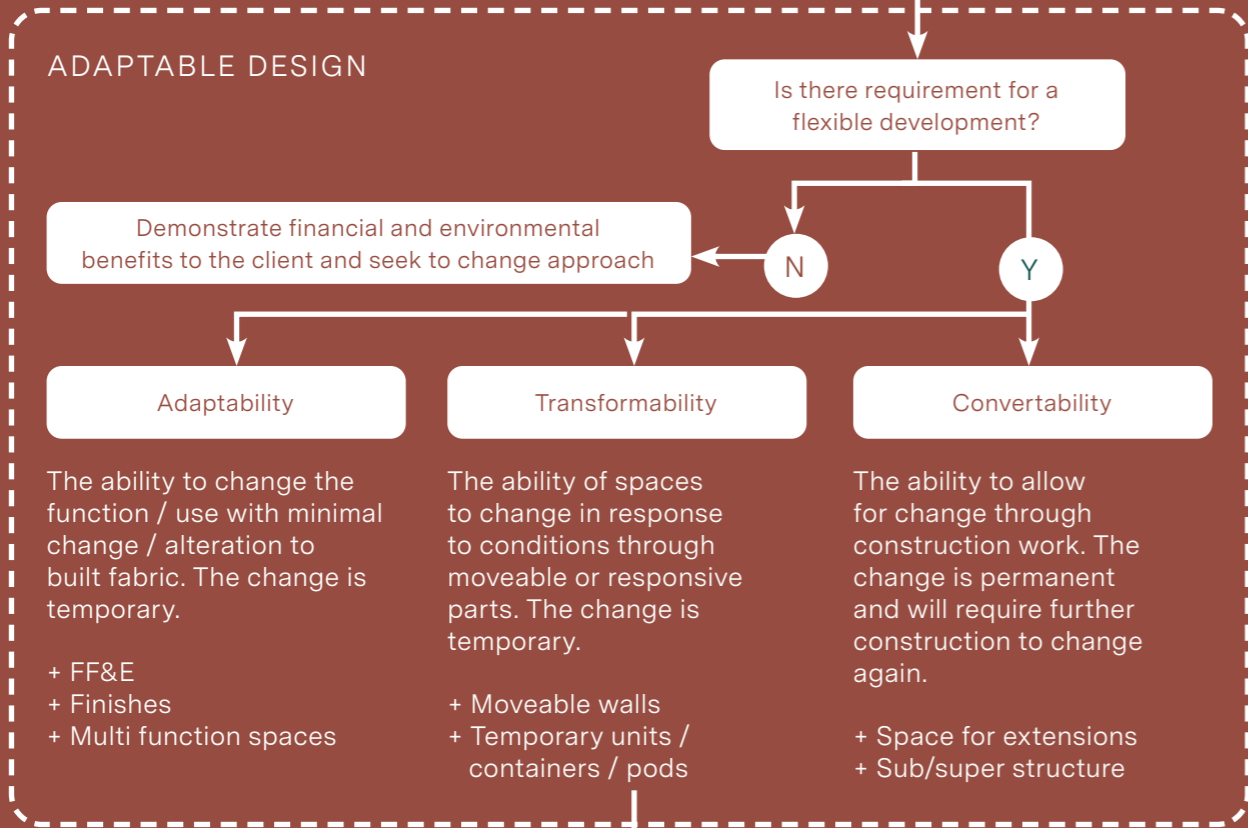 ADAPTABLE DESIGN
Is there requirement for a
flexible development?
Demonstrate financial and environmental
benefits to the client and seek to change approach
N
Y
Adaptability
The ability to change the
function / use with minimal
change / alteration to
built fabric. The change is
temporary.
+ FF&E
+ Finishes
+ Multi function spaces
Transformability
The ability of spaces
to change in response
to conditions through
moveable or responsive
parts. The change is
temporary.
+ Moveable walls
+ Temporary units /
containers / pods
Convertability
The ability to allow
for change through
construction work. The
change is permanent
and will require further
construction to change
again.
+ Space for extensions
+ Sub/super structure